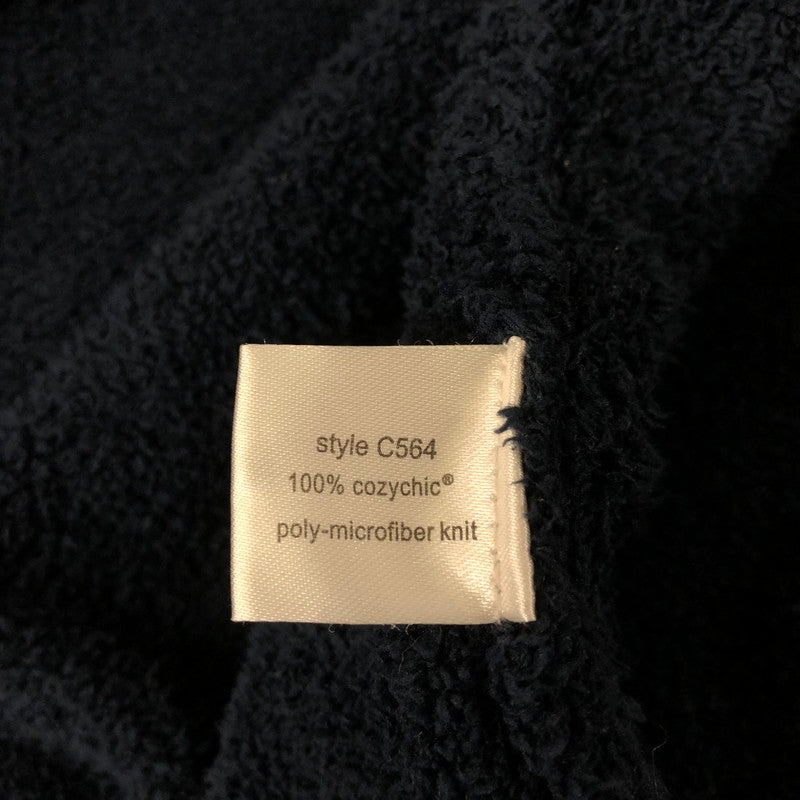 style C564
100% cozychic®
poly-microfiber knit